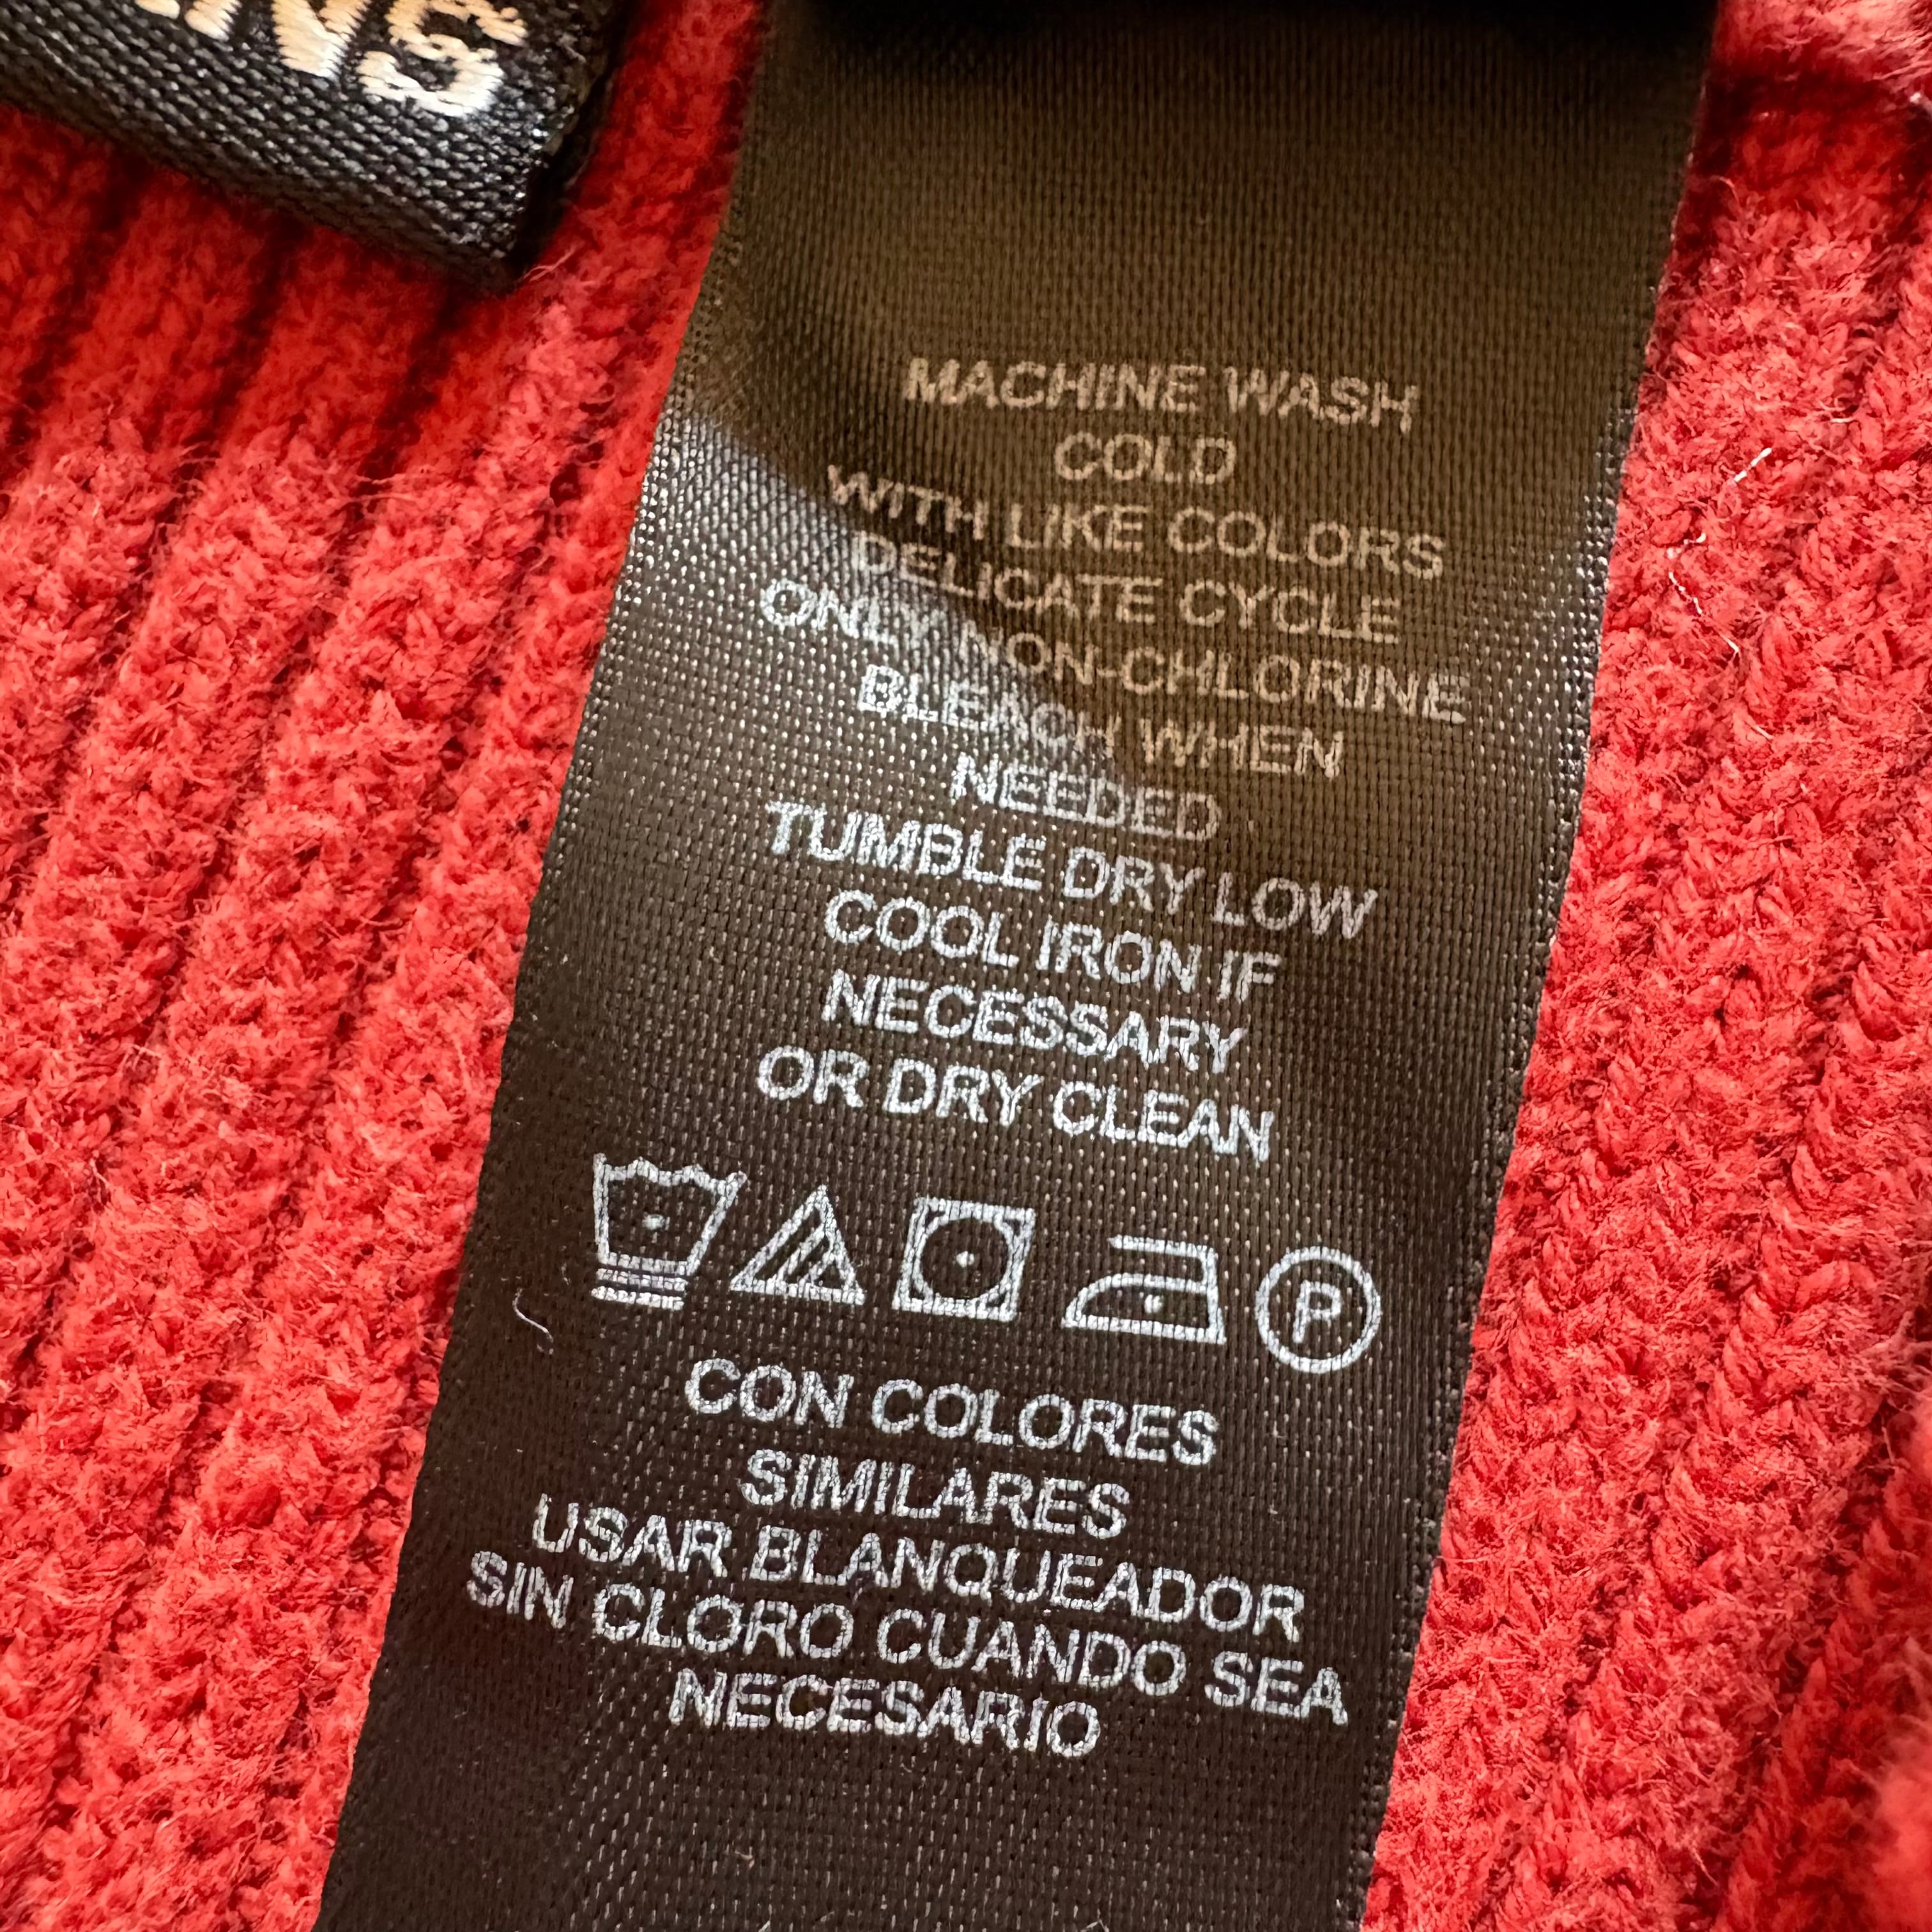 MACHINE WASH
COLD
WITH LIKE COLORS
DELICATE CYCLE
ONLY NON-CHLORINE
BLEACH WHEN
NEEDED
TUMBLE DRY LOW
COOL IRON IF
NECESSARY
OR DRY CLEAN
P
CON COLORES
SIMILARES
USAR BLANQUEADOR
SIN CLORO CUANDO SEA
NECESARIO